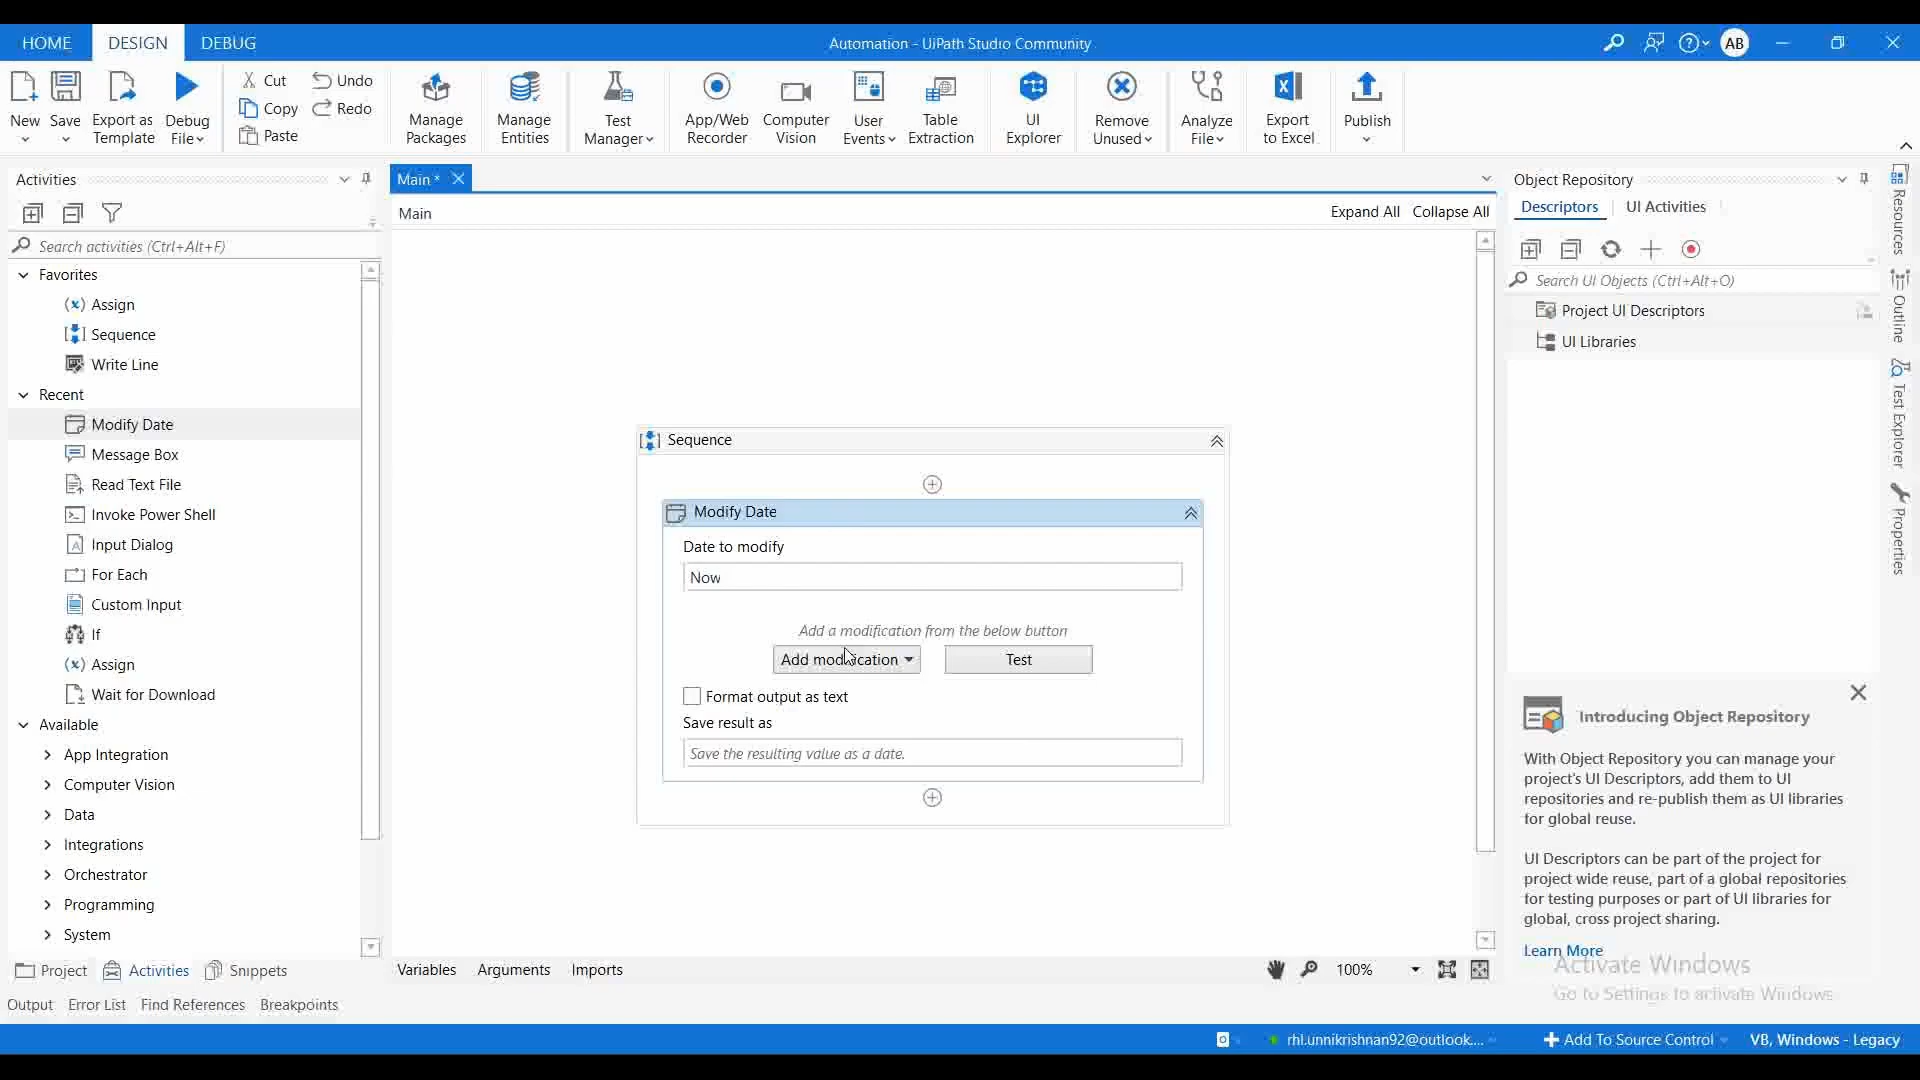 HOME DESIGN DEBUG
Automation - UiPath Studio Community
AB
New
Save
Export as
Template
Debug
File
Cut
Copy
Paste
Undo
Redo
Manage
Packages
Manage
Entities
Test
Manager
App/Web
Recorder
Computer
Vision
User
Events
Table
Extraction
UI
Explorer
Remove
Unused
Analyze
File
Export
to Excel
Publish
Activities
Search activities (Ctrl+Alt+F)
Favorites
Assign
Sequence
Write Line
Recent
Modify Date
Message Box
Read Text File
Invoke Power Shell
Input Dialog
For Each
Custom Input
If
Assign
Wait for Download
Available
App Integration
Computer Vision
Data
Integrations
Orchestrator
Programming
System
Project Activities Snippets
Main *
Main
Expand All Collapse All
Sequence
Modify Date
Date to modify
Now
Add a modification from the below button
Add modification
Test
Format output as text
Save result as
Save the resulting value as a date.
Variables Arguments Imports
100%
Object Repository
Descriptors UI Activities
Search UI Objects (Ctrl+Alt+O)
Project UI Descriptors
UI Libraries
Introducing Object Repository
With Object Repository you can manage your
project's UI Descriptors, add them to UI
repositories and re-publish them as UI libraries
for global reuse.
UI Descriptors can be part of the project for
project wide reuse, part of a global repositories
for testing purposes or part of UI libraries for
global, cross project sharing.
Learn More
Activate Windows
Go to Settings to activate Windows.
Resources
Outline
Test Explorer
Properties
Output Error List Find References Breakpoints
rhl.unnikrishnan92@outlook....
Add To Source Control
VB, Windows - Legacy